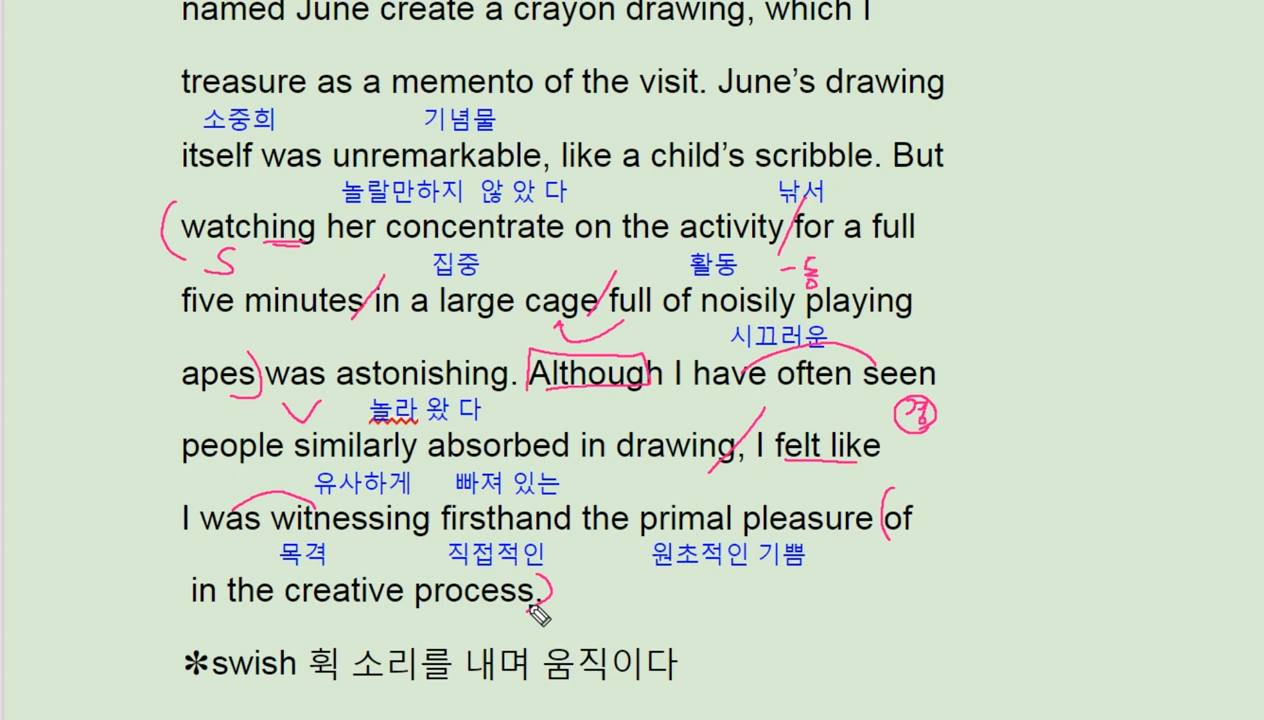 named June create a crayon drawing, which I
treasure as a memento of the visit. June's drawing
소중희 기념물
itself was unremarkable, like a child's scribble. But
놀랄만하지 않 았 다 낚서
watching her concentrate on the activity for a full
S 집중 활동 -동
five minutes in a large cage full of noisily playing
시끄러운
apes was astonishing. Although I have often seen
놀라 왔 다 경
people similarly absorbed in drawing, I felt like
유사하게 빠져 있는
I was witnessing firsthand the primal pleasure of
목격 직접적인 원초적인 기쁨
in the creative process.
✻swish 휙 소리를 내며 움직이다